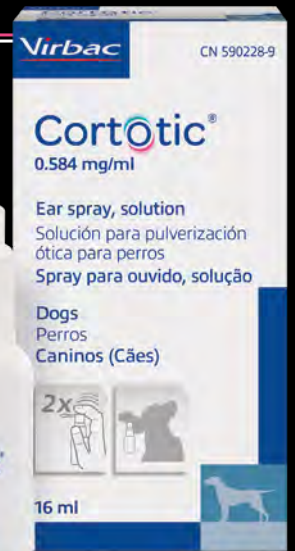 Virbac
CN 590228-9
Cortotic®
0.584 mg/ml
Ear spray, solution
Solución para pulverización
ótica para perros
Spray para ouvido, solução
Dogs
Perros
Caninos (Cães)
2x
16 ml